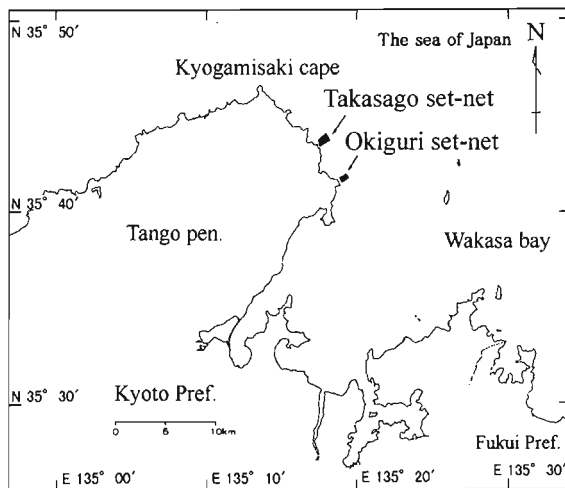 N 35° 50'
The sea of Japan
N
Kyogamisaki cape
Takasago set-net
Okiguri set-net
N 35° 40'
Tango pen.
Wakasa bay
N 35° 30'
Kyoto Pref.
0 5 10km
Fukui Pref.
E 135° 00' E 135° 10' E 135° 20' E 135° 30'